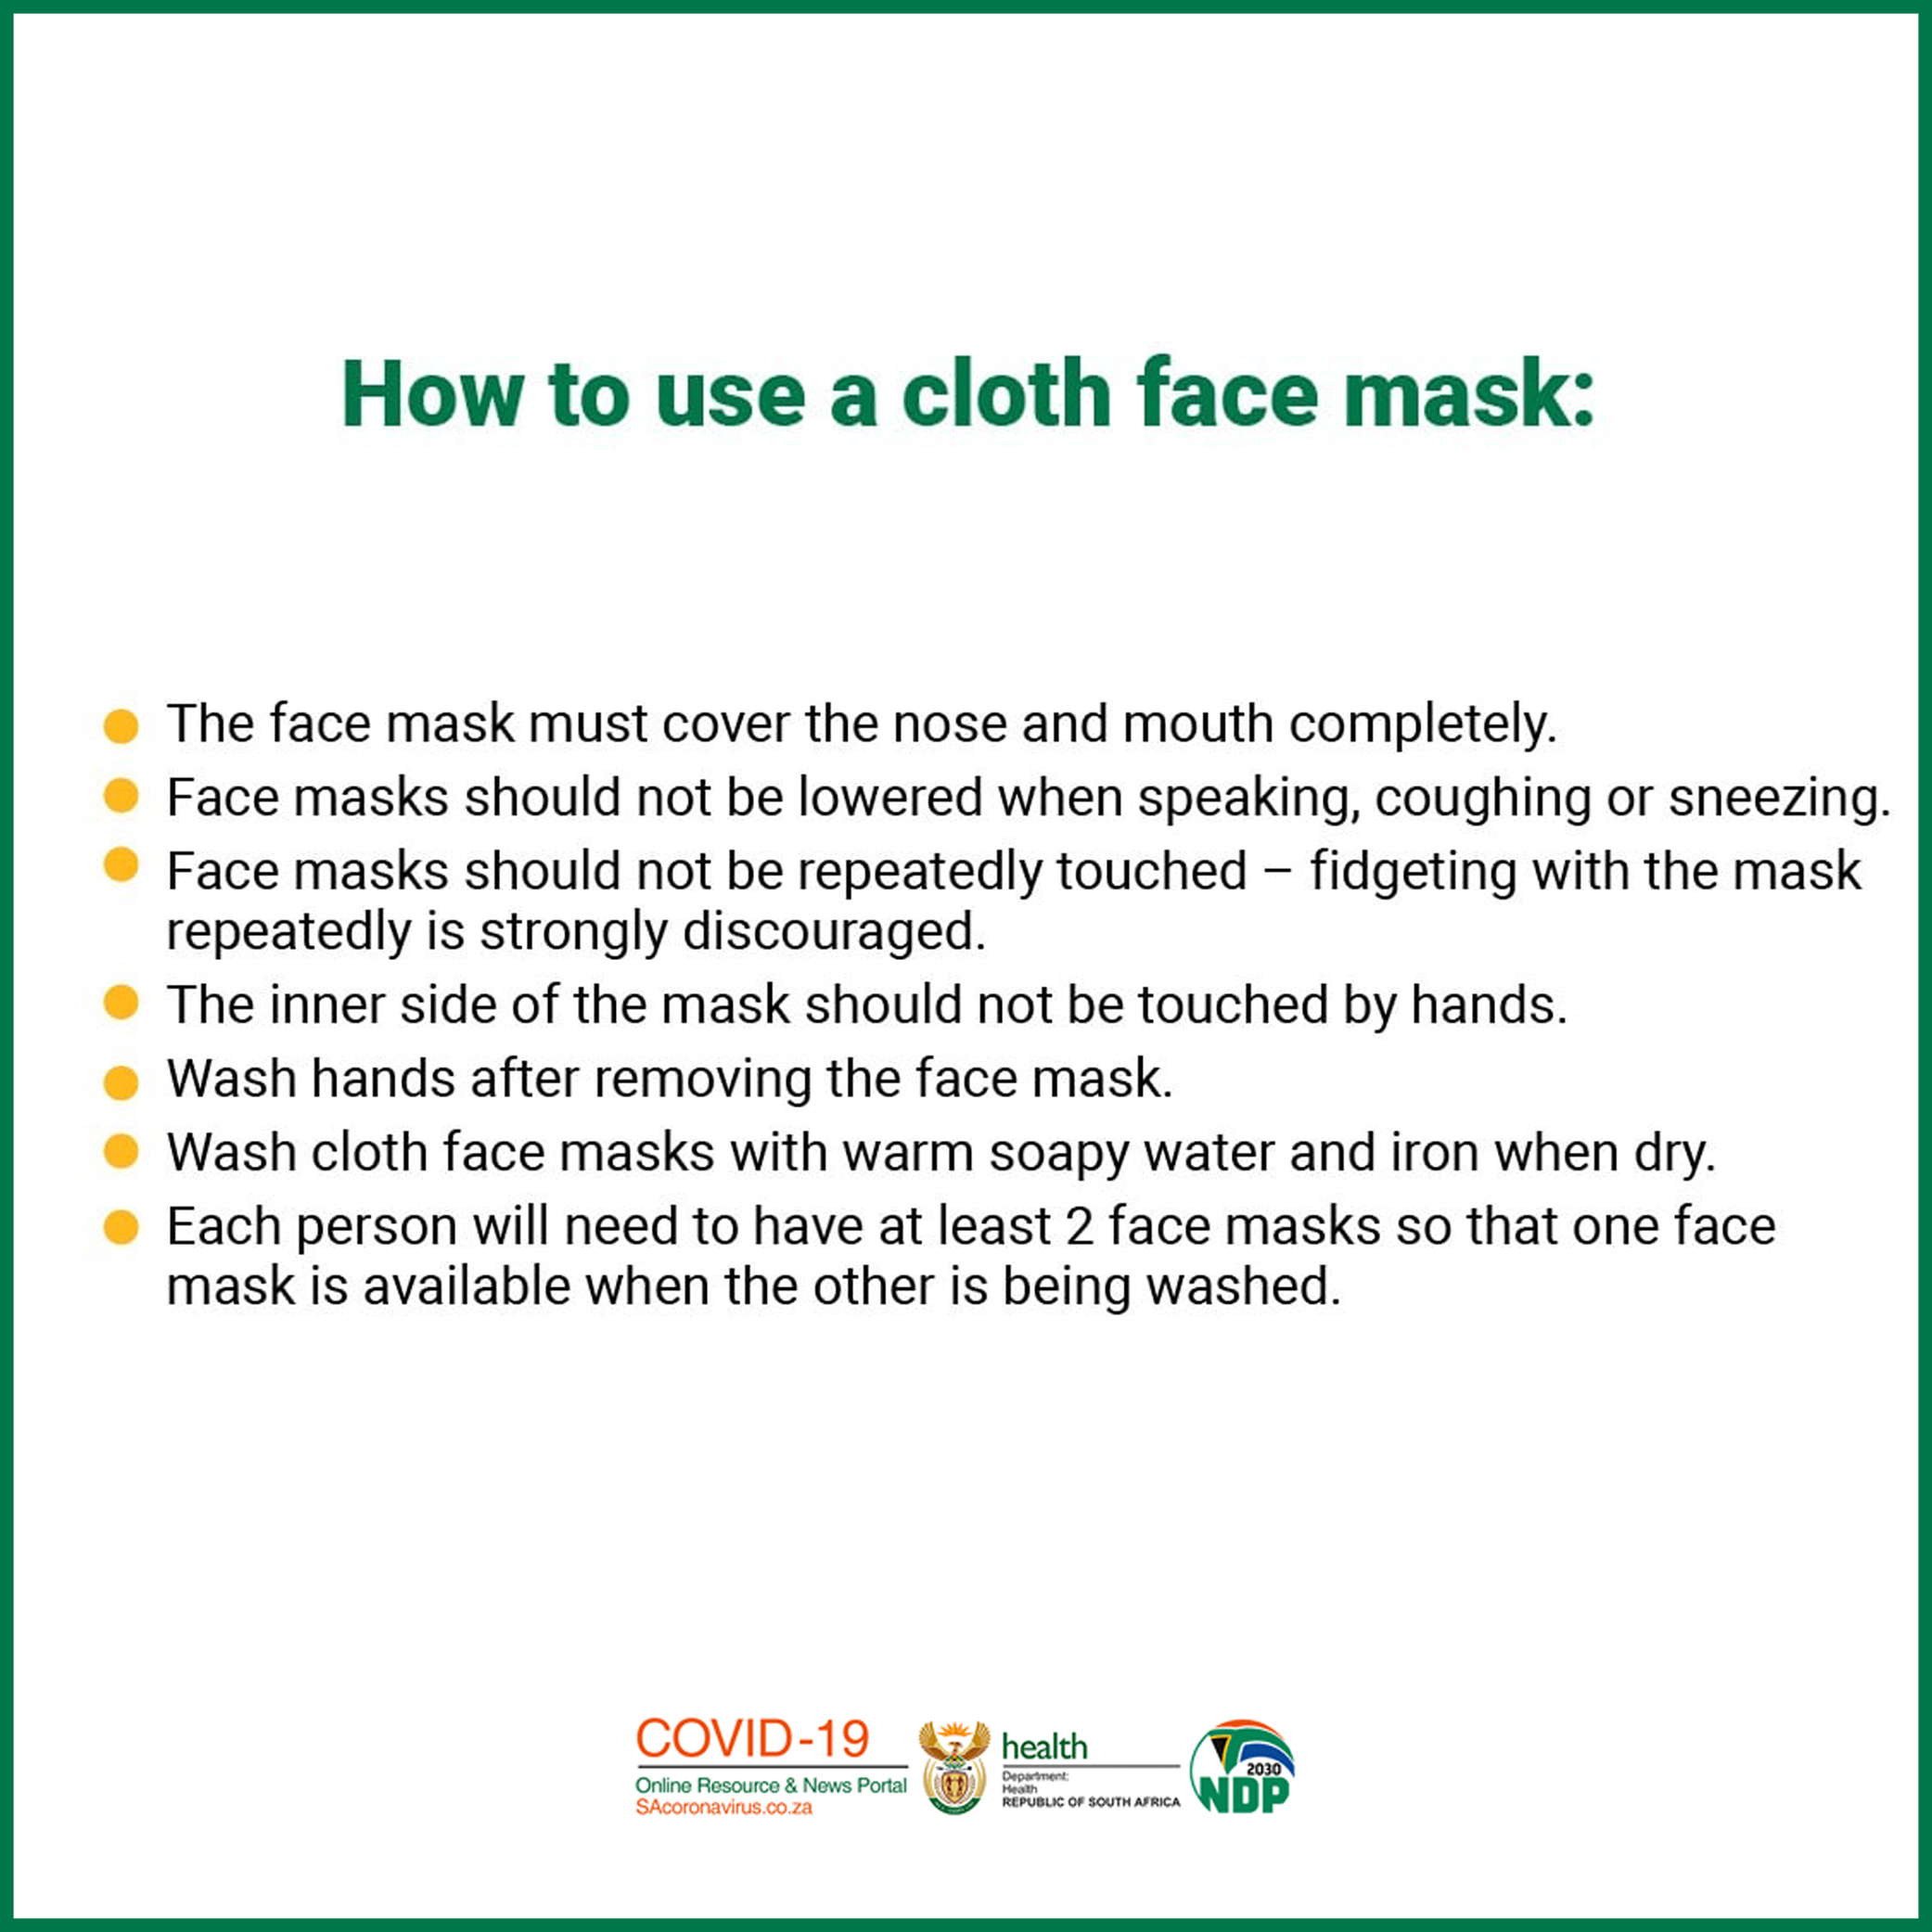 How to use a cloth face mask:
The face mask must cover the nose and mouth completely.
Face masks should not be lowered when speaking, coughing or sneezing.
Face masks should not be repeatedly touched – fidgeting with the mask
repeatedly is strongly discouraged.
The inner side of the mask should not be touched by hands.
Wash hands after removing the face mask.
Wash cloth face masks with warm soapy water and iron when dry.
Each person will need to have at least 2 face masks so that one face
mask is available when the other is being washed.
COVID-19
Online Resource & News Portal
SAcoronavirus.co.za
health
Department:
Health
REPUBLIC OF SOUTH AFRICA
2030
NDP